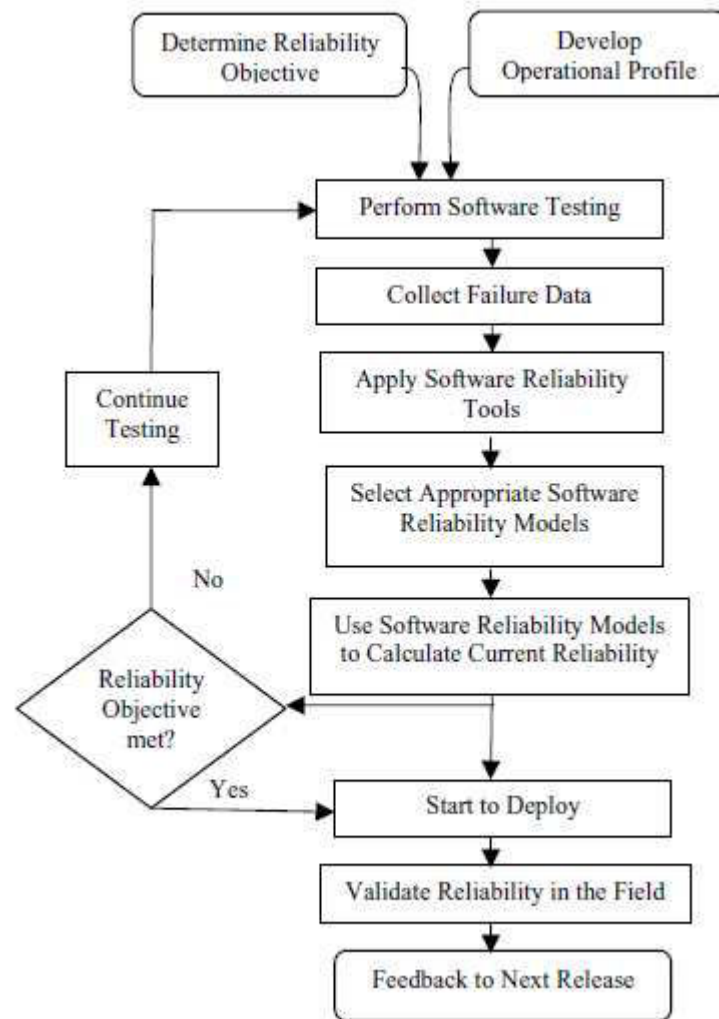 Determine Reliability
Objective
Develop
Operational Profile
Perform Software Testing
Collect Failure Data
Apply Software Reliability
Tools
Continue
Testing
Select Appropriate Software
Reliability Models
No
Use Software Reliability Models
to Calculate Current Reliability
Reliability
Objective
met?
Yes
Start to Deploy
Validate Reliability in the Field
Feedback to Next Release